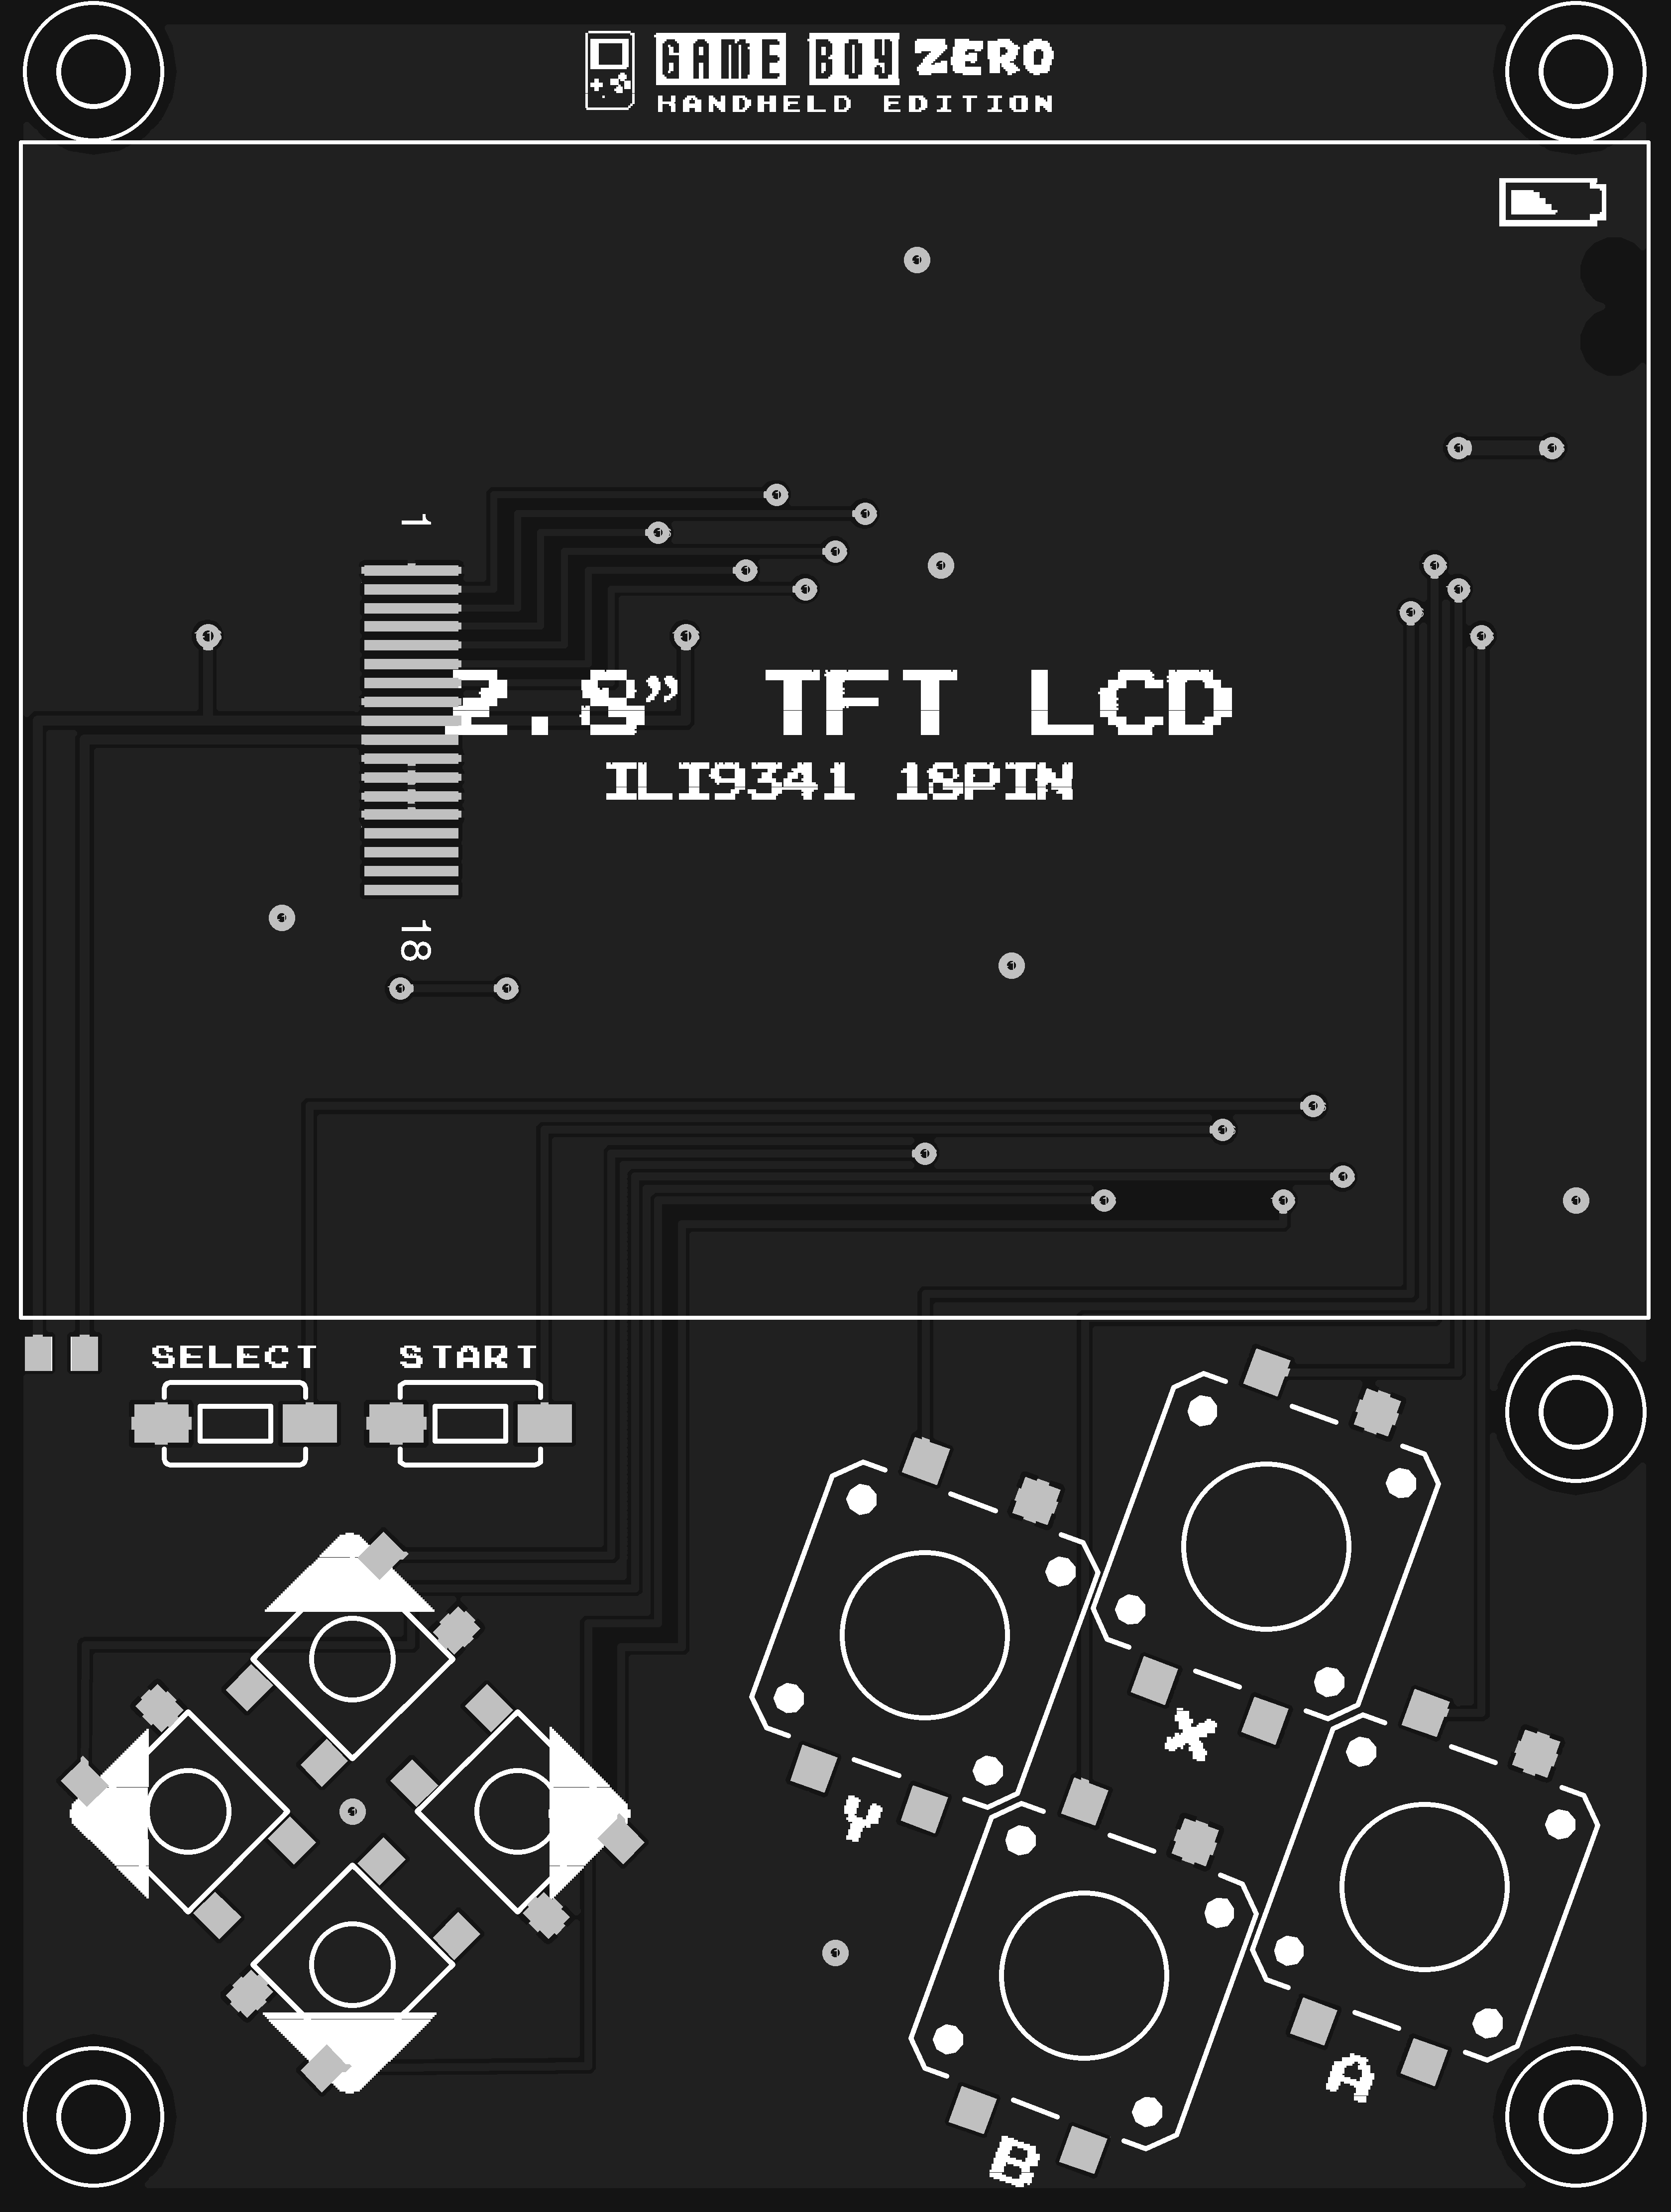 GAME BOY ZERO
HANDHELD EDITION
1
2.8” TFT LCD
ILI9341 18PIN
18
SELECT
START
X
Y
A
B